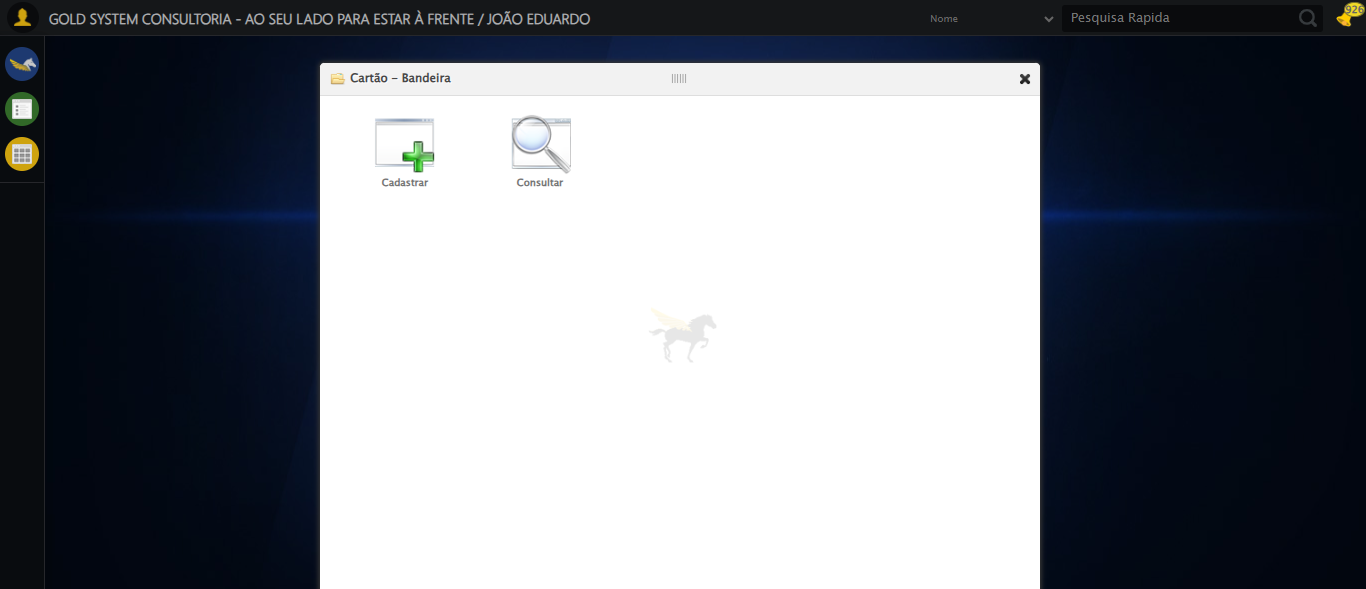 GOLD SYSTEM CONSULTORIA - AO SEU LADO PARA ESTAR À FRENTE / JOÃO EDUARDO
Nome
Pesquisa Rapida
926
Cartão - Bandeira
Cadastrar
Consultar